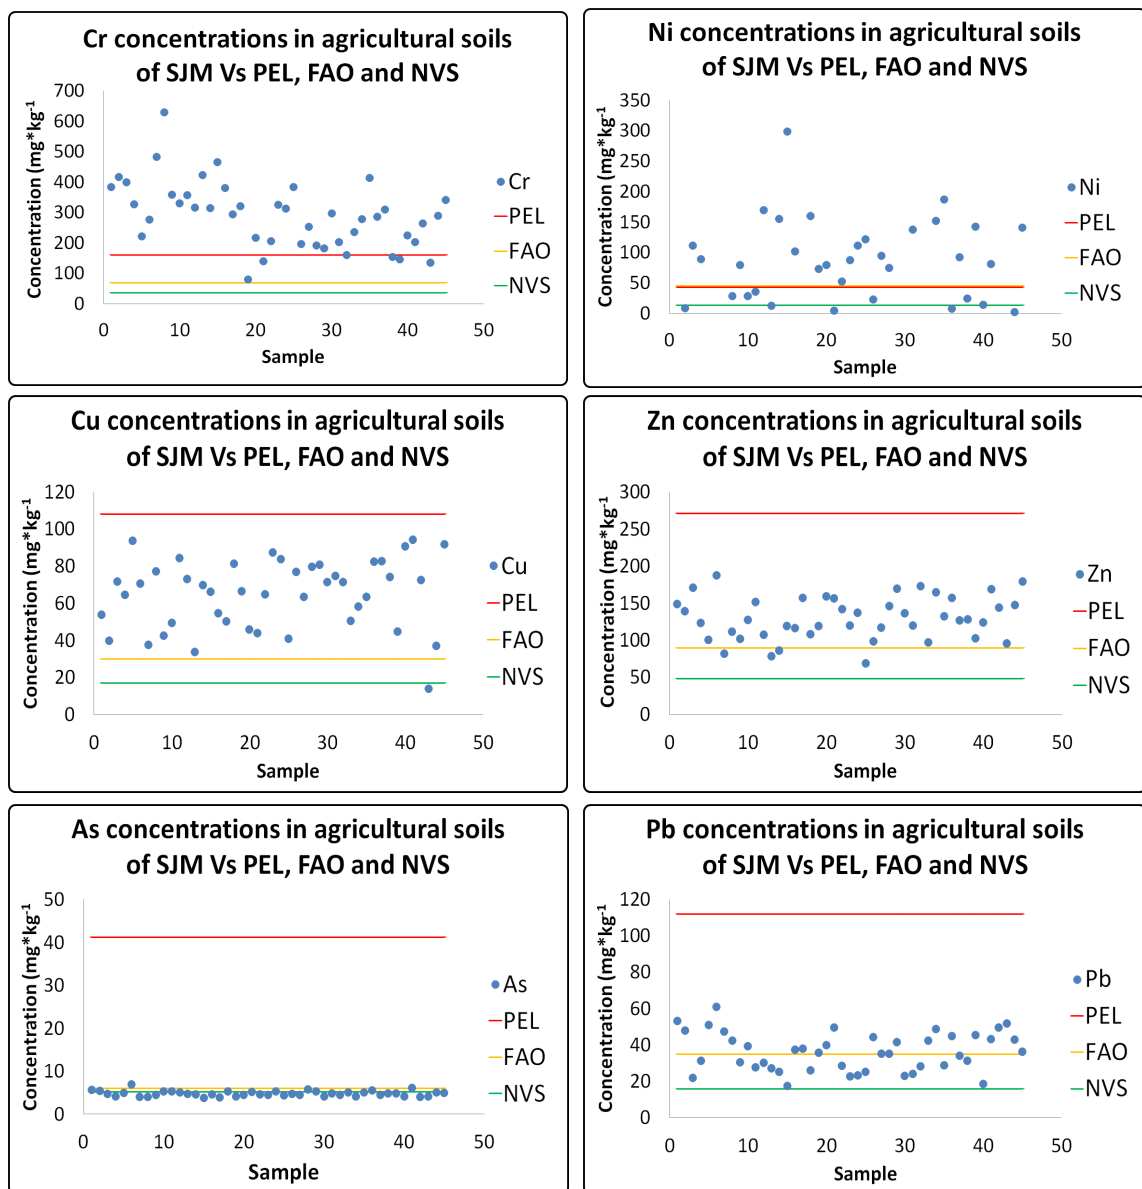 Cr concentrations in agricultural soils
of SJM Vs PEL, FAO and NVS
Concentration (mg*kg-1
700
600
500
400
300
200
100
0
0 10 20 30 40 50
Sample
Cr
PEL
FAO
NVS
Ni concentrations in agricultural soils
of SJM Vs PEL, FAO and NVS
Concentration (mg*kg-1
350
300
250
200
150
100
50
0
0 10 20 30 40 50
Sample
Ni
PEL
FAO
NVS
Cu concentrations in agricultural soils
of SJM Vs PEL, FAO and NVS
Concentration (mg*kg-1
120
100
80
60
40
20
0
0 10 20 30 40 50
Sample
Cu
PEL
FAO
NVS
Zn concentrations in agricultural soils
of SJM Vs PEL, FAO and NVS
Concentration (mg*kg-1
300
250
200
150
100
50
0
0 10 20 30 40 50
Sample
Zn
PEL
FAO
NVS
As concentrations in agricultural soils
of SJM Vs PEL, FAO and NVS
Concentration (mg*kg-1
50
40
30
20
10
0
0 10 20 30 40 50
Sample
As
PEL
FAO
NVS
Pb concentrations in agricultural soils
of SJM Vs PEL, FAO and NVS
Concentration (mg*kg-1
120
100
80
60
40
20
0
0 10 20 30 40 50
Sample
Pb
PEL
FAO
NVS